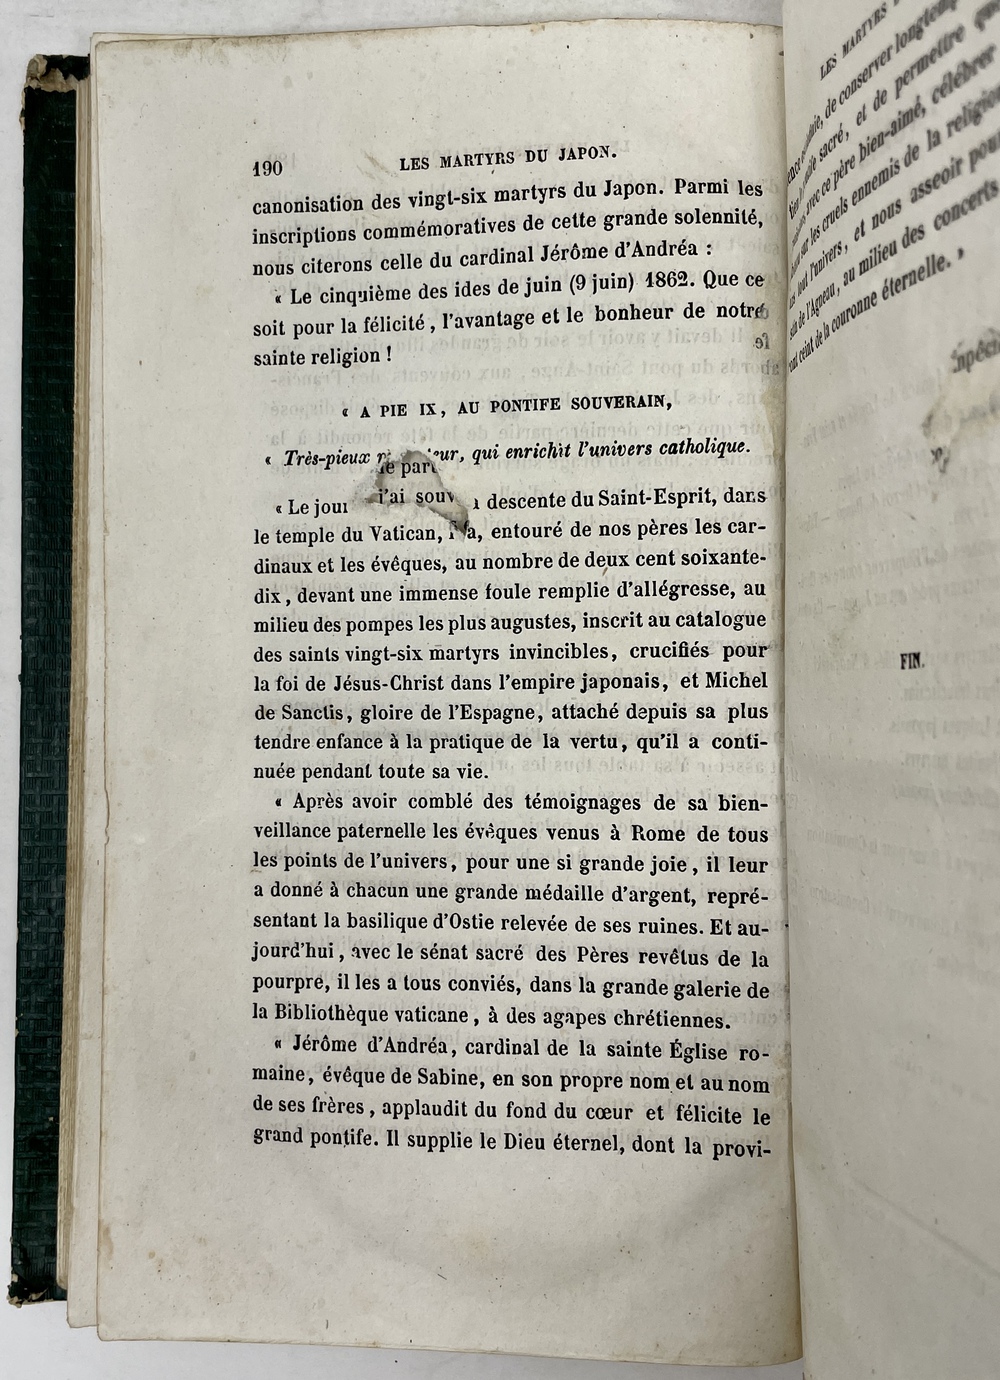 190 LES MARTYRS DU JAPON.
canonisation des vingt-six martyrs du Japon. Parmi les
inscriptions commémoratives de cette grande solennité,
nous citerons celle du cardinal Jérôme d'Andréa :
« Le cinquième des ides de juin (9 juin) 1862. Que ce
soit pour la félicité, l'avantage et le bonheur de notre
sainte religion !
« A PIE IX, AU PONTIFE SOUVERAIN,
« Très-pieux eur, qui enrichit l'univers catholique.
« Le jour descente du Saint-Esprit, dans
le temple du Vatican, entouré de nos pères les car-
dinaux et les évêques, au nombre de deux cent soixante-
dix, devant une immense foule remplie d'allégresse, au
milieu des pompes les plus augustes, inscrit au catalogue
des saints vingt-six martyrs invincibles, crucifiés pour
la foi de Jésus-Christ dans l'empire japonais, et Michel
de Sanctis, gloire de l'Espagne, attaché depuis sa plus
tendre enfance à la pratique de la vertu, qu'il a conti-
nuée pendant toute sa vie.
« Après avoir comblé des témoignages de sa bien-
veillance paternelle les évêques venus à Rome de tous
les points de l'univers, pour une si grande joie, il leur
a donné à chacun une grande médaille d'argent, repré-
sentant la basilique d'Ostie relevée de ses ruines. Et au-
jourd'hui, avec le sénat sacré des Pères revêtus de la
pourpre, il les a tous conviés, dans la grande galerie de
la Bibliothèque vaticane, à des agapes chrétiennes.
« Jérôme d'Andréa, cardinal de la sainte Église ro-
maine, évêque de Sabine, en son propre nom et au nom
de ses frères, applaudit du fond du cœur et félicite le
grand pontife. Il supplie le Dieu éternel, dont la provi-
LES MARTYRS
de conserver longtemps
sacré, et de permettre
avec ce père bien-aimé, célébrer
sur les cruels ennemis de la religion
tout l'univers, et nous asseoir pour
de l'Agneau, au milieu des concerts
ceint de la couronne éternelle. »
FIN.